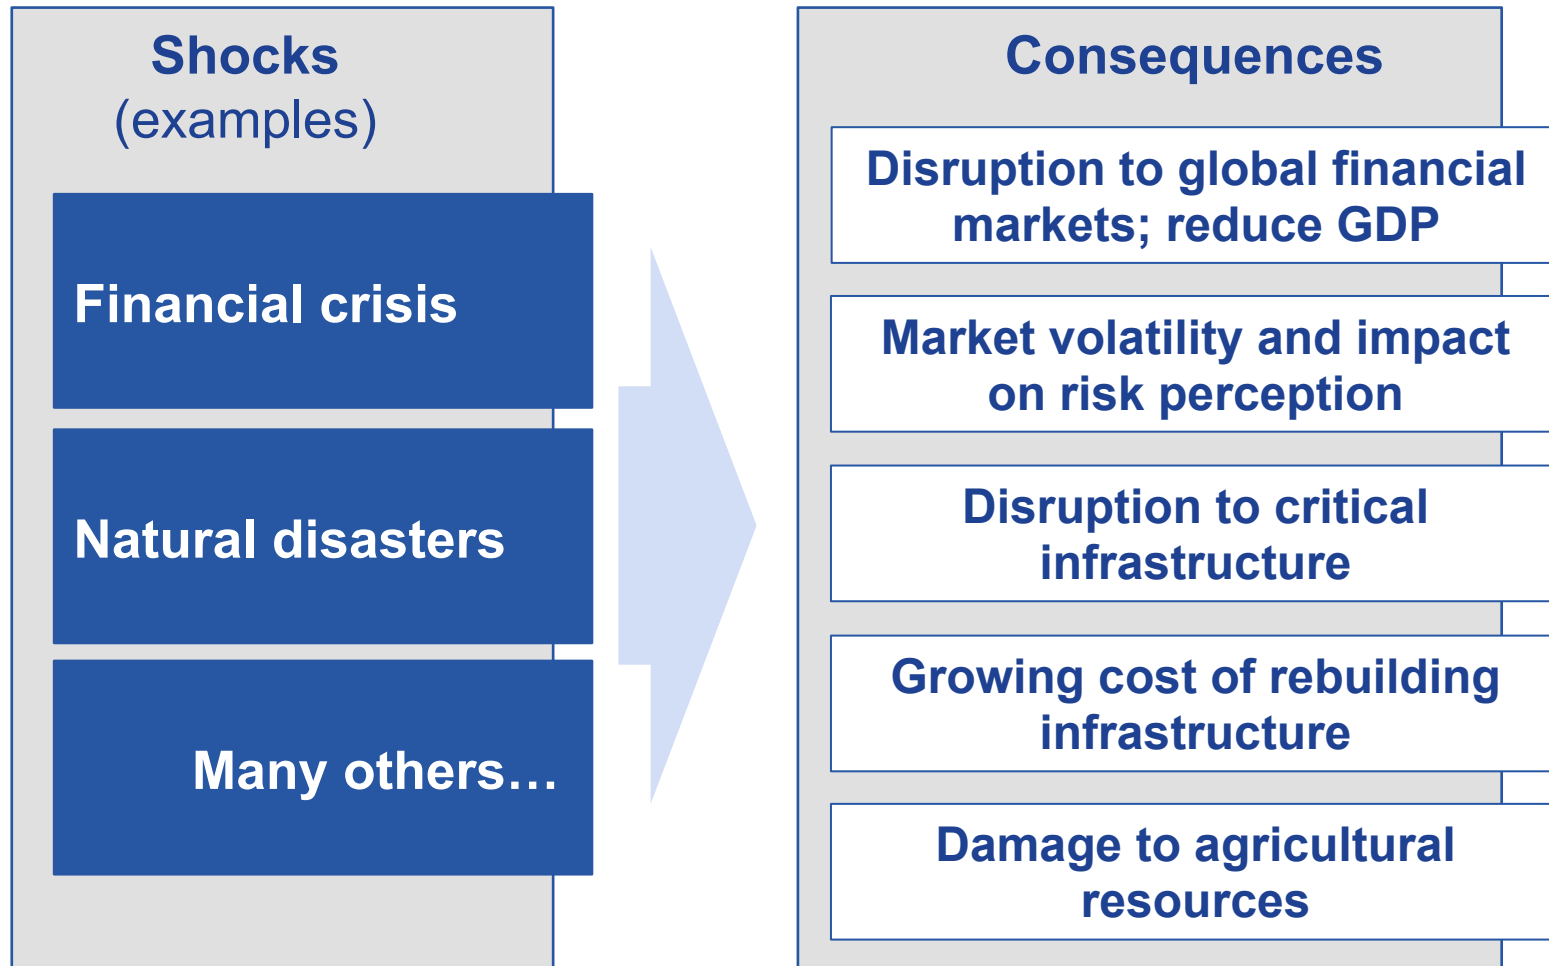 Shocks
(examples)
Financial crisis
Natural disasters
Many others…
Consequences
Disruption to global financial
markets; reduce GDP
Market volatility and impact
on risk perception
Disruption to critical
infrastructure
Growing cost of rebuilding
infrastructure
Damage to agricultural
resources